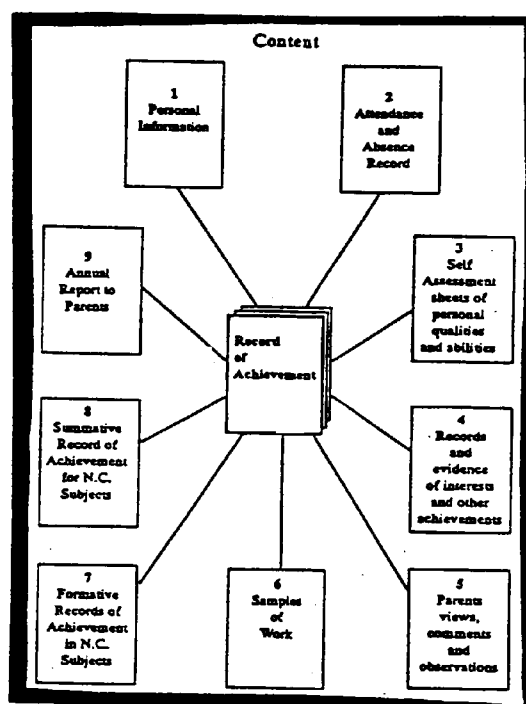 Content
1
Personal
Information
2
Attendance
and
Absence
Record
3
Self
Assessment
sheets of
personal
qualities
and abilities
4
Records
and
evidence
of interests
and other
achievements
5
Parents
views,
comments
and
observations
6
Samples
of
Work
7
Formative
Records of
Achievement
in N.C.
Subjects
8
Summative
Record of
Achievement
for N.C.
Subjects
9
Annual
Report to
Parents
Record
of
Achievement